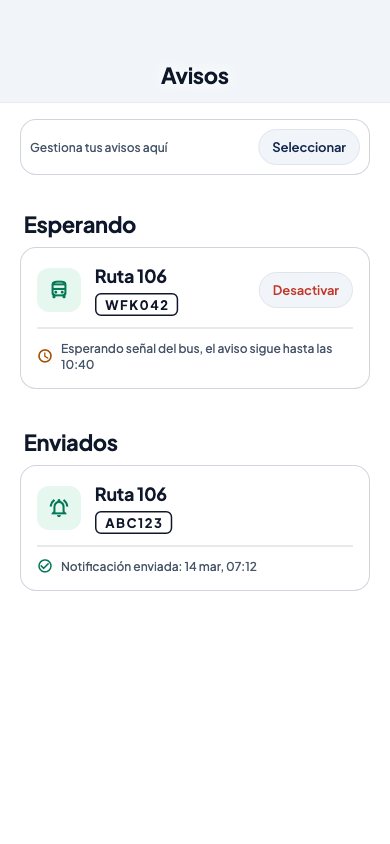 Avisos
Gestiona tus avisos aquí
Seleccionar
Esperando
Ruta 106
WFK042
Desactivar
Esperando señal del bus, el aviso sigue hasta las
10:40
Enviados
Ruta 106
ABC123
Notificación enviada: 14 mar, 07:12